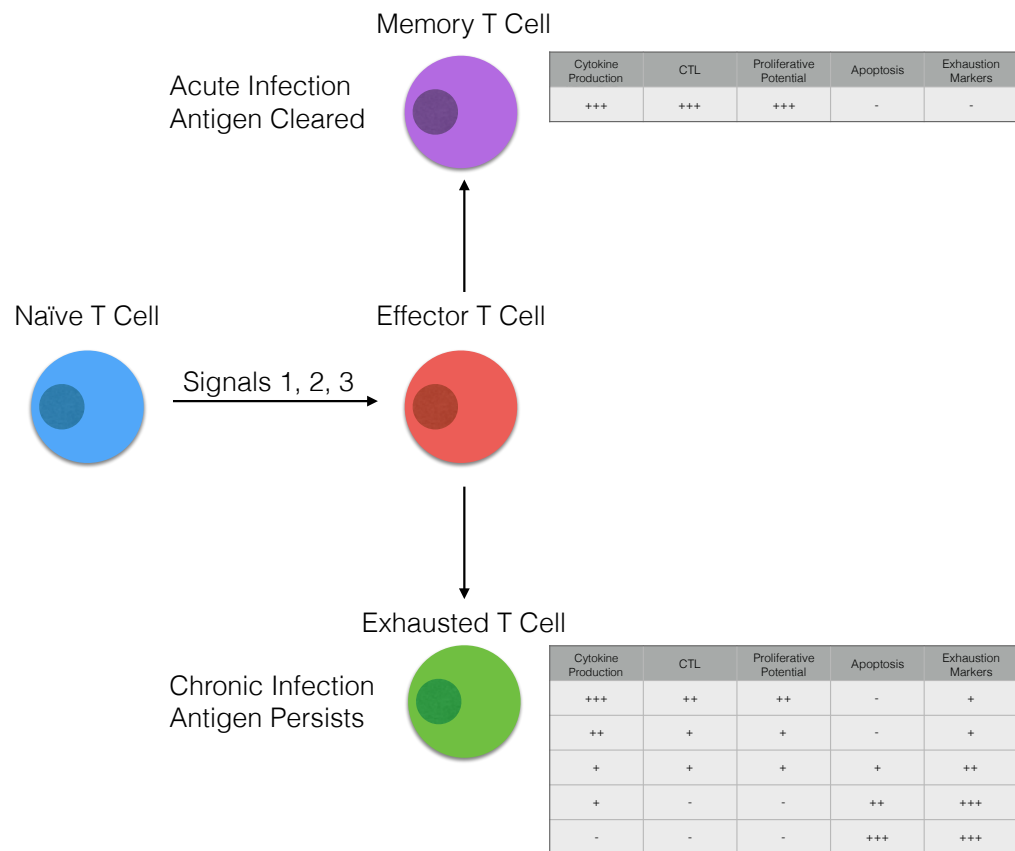 Memory T Cell
Acute Infection
Antigen Cleared
Cytokine Production CTL Proliferative Potential Apoptosis Exhaustion Markers
+++ +++ +++ - -
Naïve T Cell
Signals 1, 2, 3
Effector T Cell
Exhausted T Cell
Chronic Infection
Antigen Persists
Cytokine Production CTL Proliferative Potential Apoptosis Exhaustion Markers
+++ ++ ++ - +
++ + + - +
+ + + + ++
+ - - ++ +++
- - - +++ +++